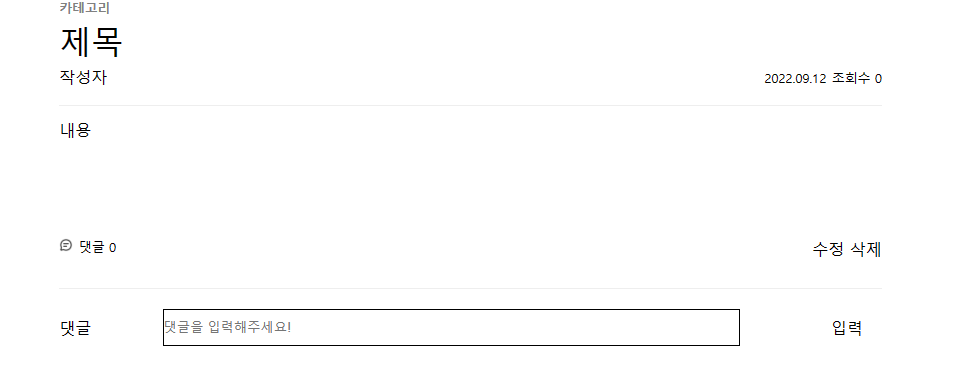 카테고리
제목
작성자 2022.09.12 조회수 0
내용
댓글 0 수정 삭제
댓글 댓글을 입력해주세요! 입력